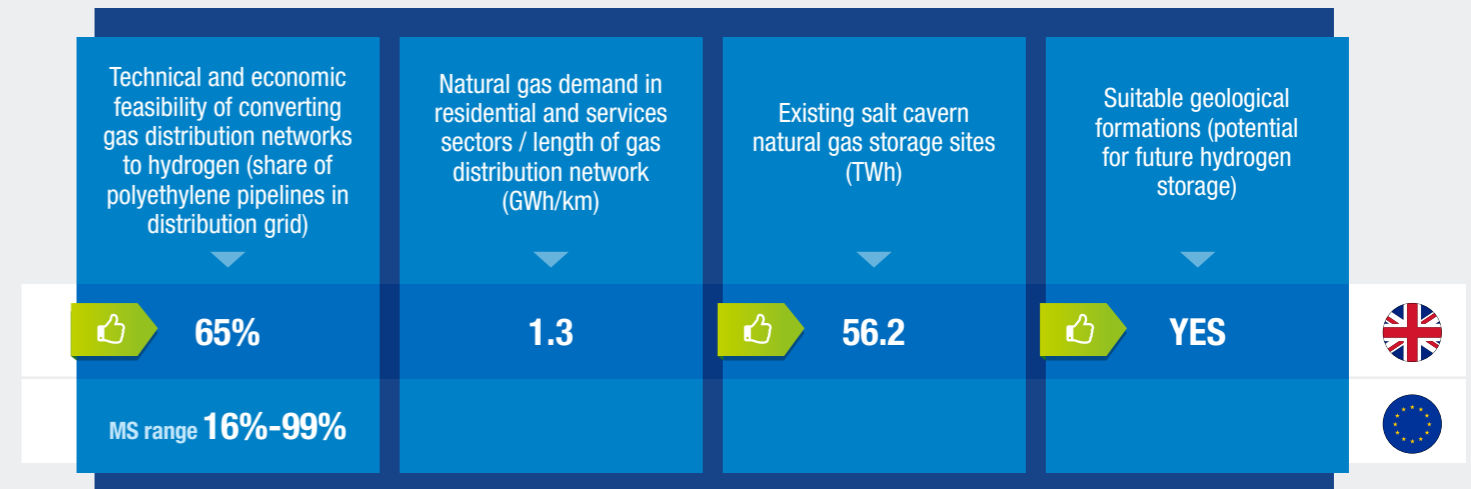 Technical and economic
feasibility of converting
gas distribution networks
to hydrogen (share of
polyethylene pipelines in
distribution grid)
Natural gas demand in
residential and services
sectors / length of gas
distribution network
(GWh/km)
Existing salt cavern
natural gas storage sites
(TWh)
Suitable geological
formations (potential
for future hydrogen
storage)
65%
1.3
56.2
YES
MS range 16%-99%